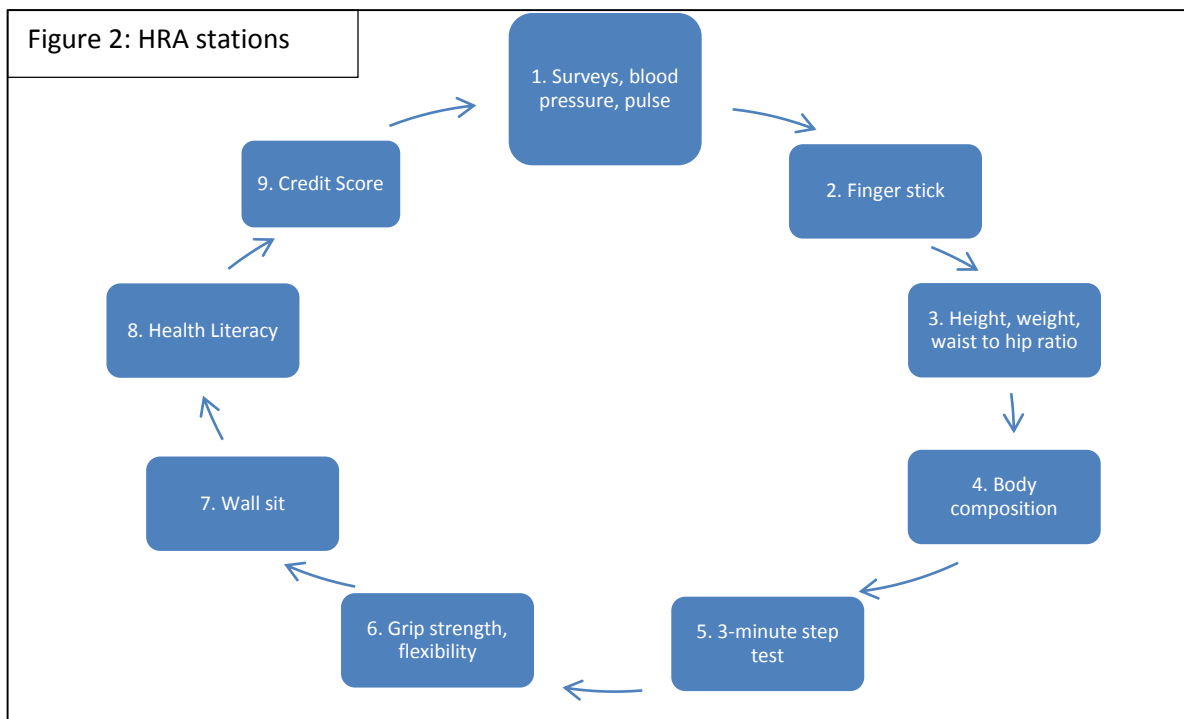 Figure 2: HRA stations
1. Surveys, blood
pressure, pulse
2. Finger stick
3. Height, weight,
waist to hip ratio
4. Body
composition
5. 3-minute step
test
6. Grip strength,
flexibility
7. Wall sit
8. Health Literacy
9. Credit Score